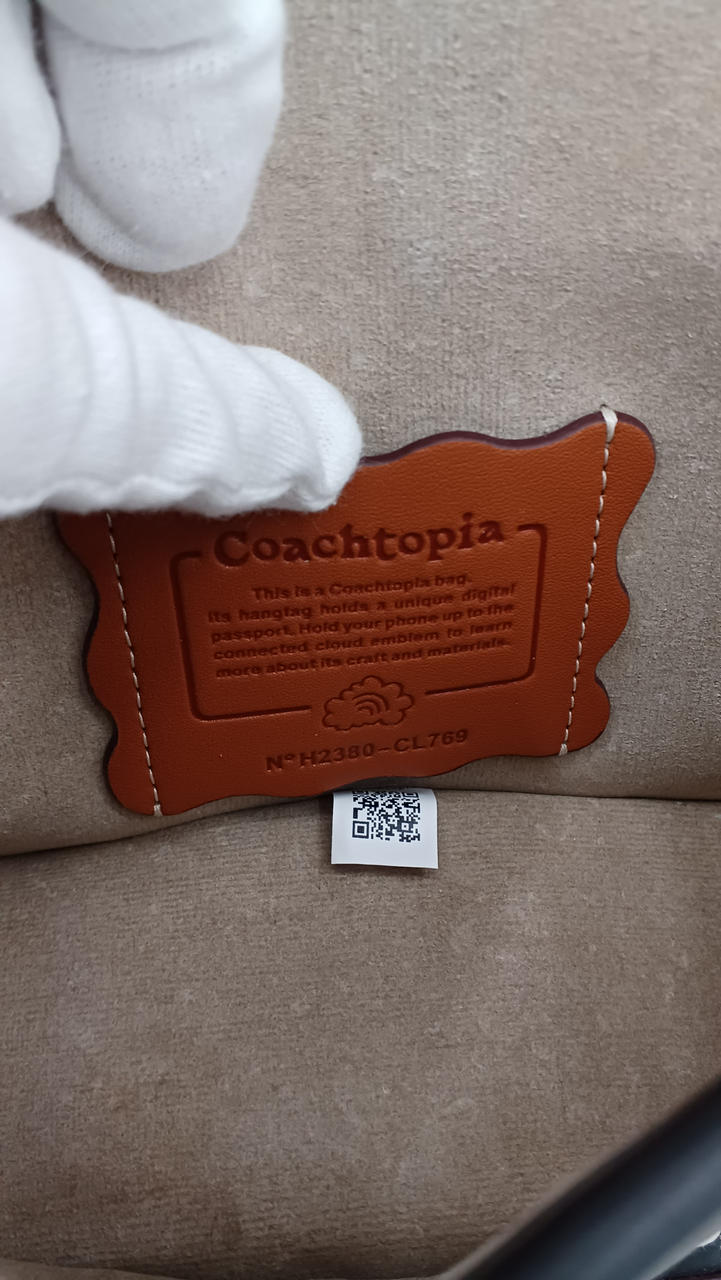 Coachtopia
This is a Coachtopia bag.
Its hangtag holds a unique digital
passport. Hold your phone up to the
connected cloud emblem to learn
more about its craft and materials.
NºH2380-CL769